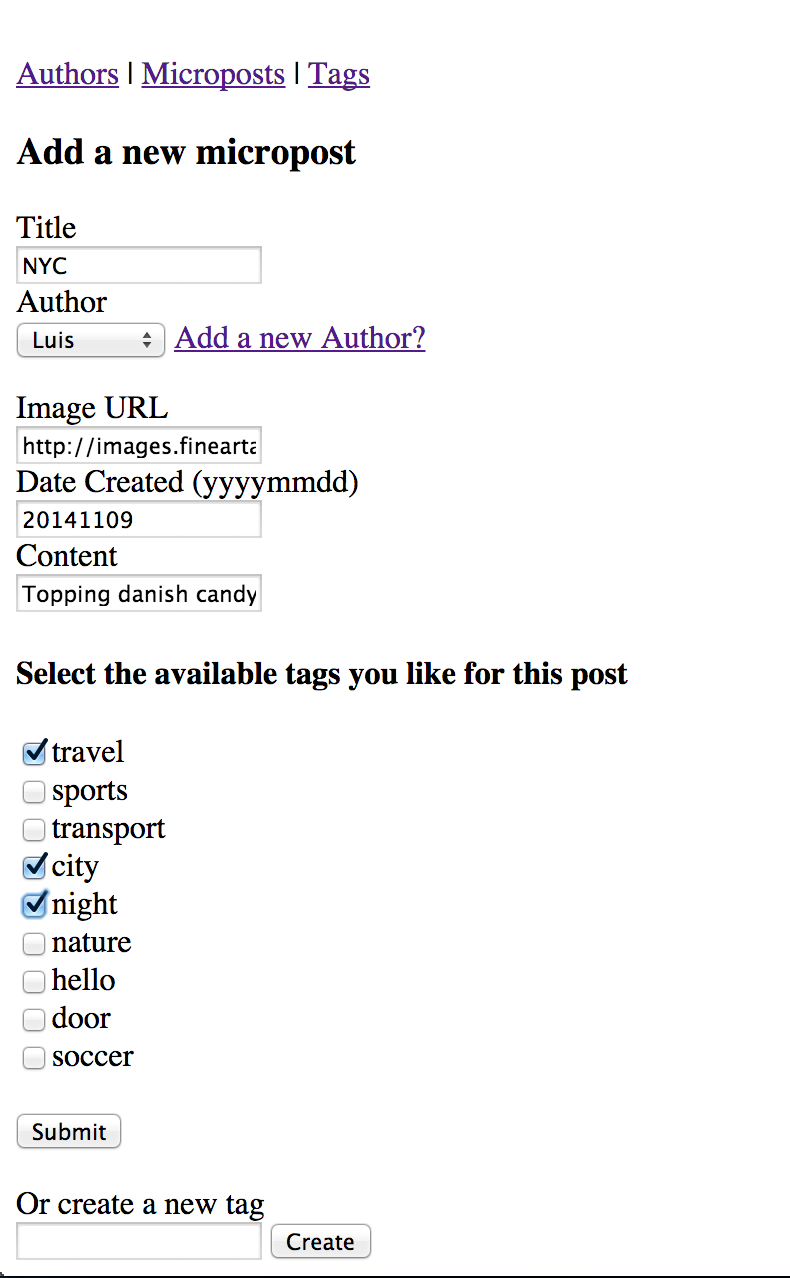 Authors | Microposts | Tags
Add a new micropost
Title
NYC
Author
Luis Add a new Author?
Image URL
http://images.finearta
Date Created (yyyymmdd)
20141109
Content
Topping danish candy
Select the available tags you like for this post
travel
sports
transport
city
night
nature
hello
door
soccer
Submit
Or create a new tag
Create